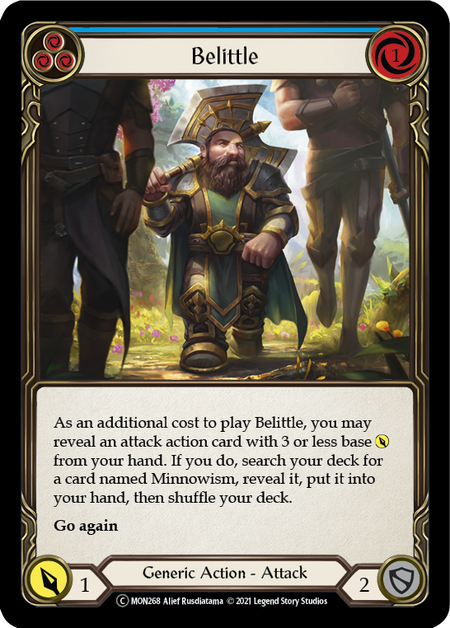 Belittle
1
As an additional cost to play Belittle, you may
reveal an attack action card with 3 or less base
from your hand. If you do, search your deck for
a card named Minnowism, reveal it, put it into
your hand, then shuffle your deck.
Go again
1
Generic Action - Attack
2
C MON268 Alief Rusdiatama © 2021 Legend Story Studios